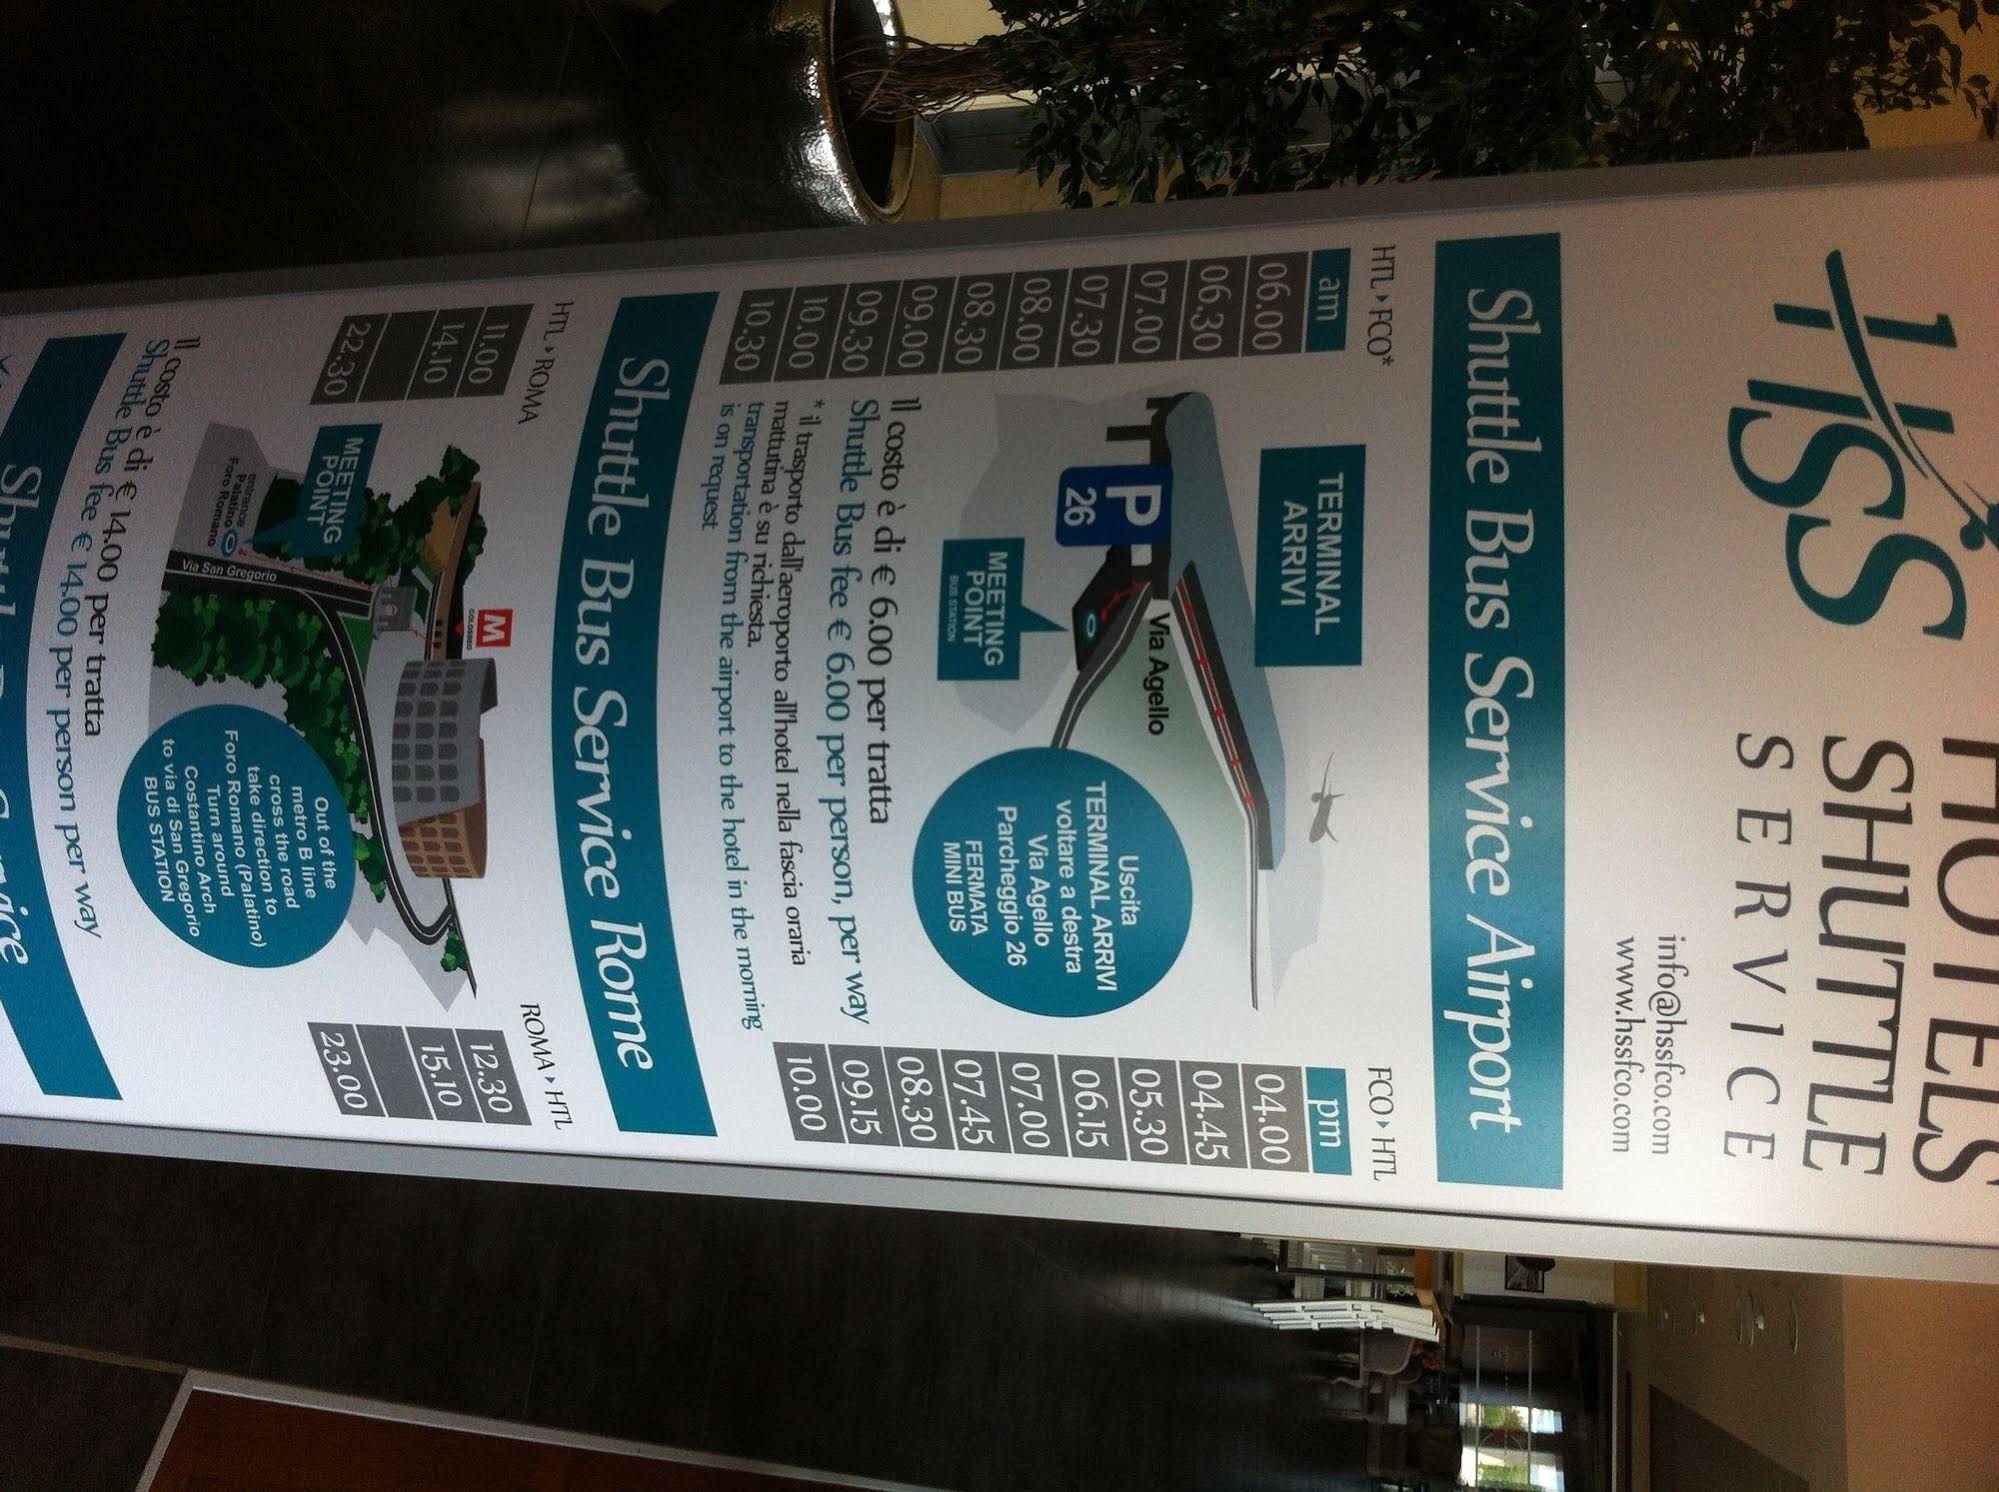 HSS
HOTELS
SHUTTLE
SERVICE
info@hssfco.com
www.hssfco.com
Shuttle Bus Service Airport
HTL ▸ FCO*
am
06.00
06.30
07.00
07.30
08.00
08.30
09.00
09.30
10.00
10.30
TERMINAL
ARRIVI
P
26
Via Agello
MEETING
POINT
BUS STATION
Uscita
TERMINAL ARRIVI
voltare a destra
Via Agello
Parcheggio 26
FERMATA
MINI BUS
FCO ▸ HTL
pm
04.00
04.45
05.30
06.15
07.00
07.45
08.30
09.15
10.00
Il costo è di € 6.00 per tratta
Shuttle Bus fee € 6.00 per person, per way
* il trasporto dall'aeroporto all'hotel nella fascia oraria
mattutina è su richiesta.
transportation from the airport to the hotel in the morning
is on request
Shuttle Bus Service Rome
HTL ▸ ROMA
11.00
14.10
22.30
M
COLOSSEO
MEETING
POINT
entrance
Palatino
Foro Romano
Via San Gregorio
Out of the
metro B line
cross the road
take direction to
Foro Romano (Palatino)
Turn around
Costantino Arch
to via di San Gregorio
BUS STATION
ROMA ▸ HTL
12.30
15.10
23.00
Il costo è di € 14.00 per tratta
Shuttle Bus fee € 14.00 per person per way